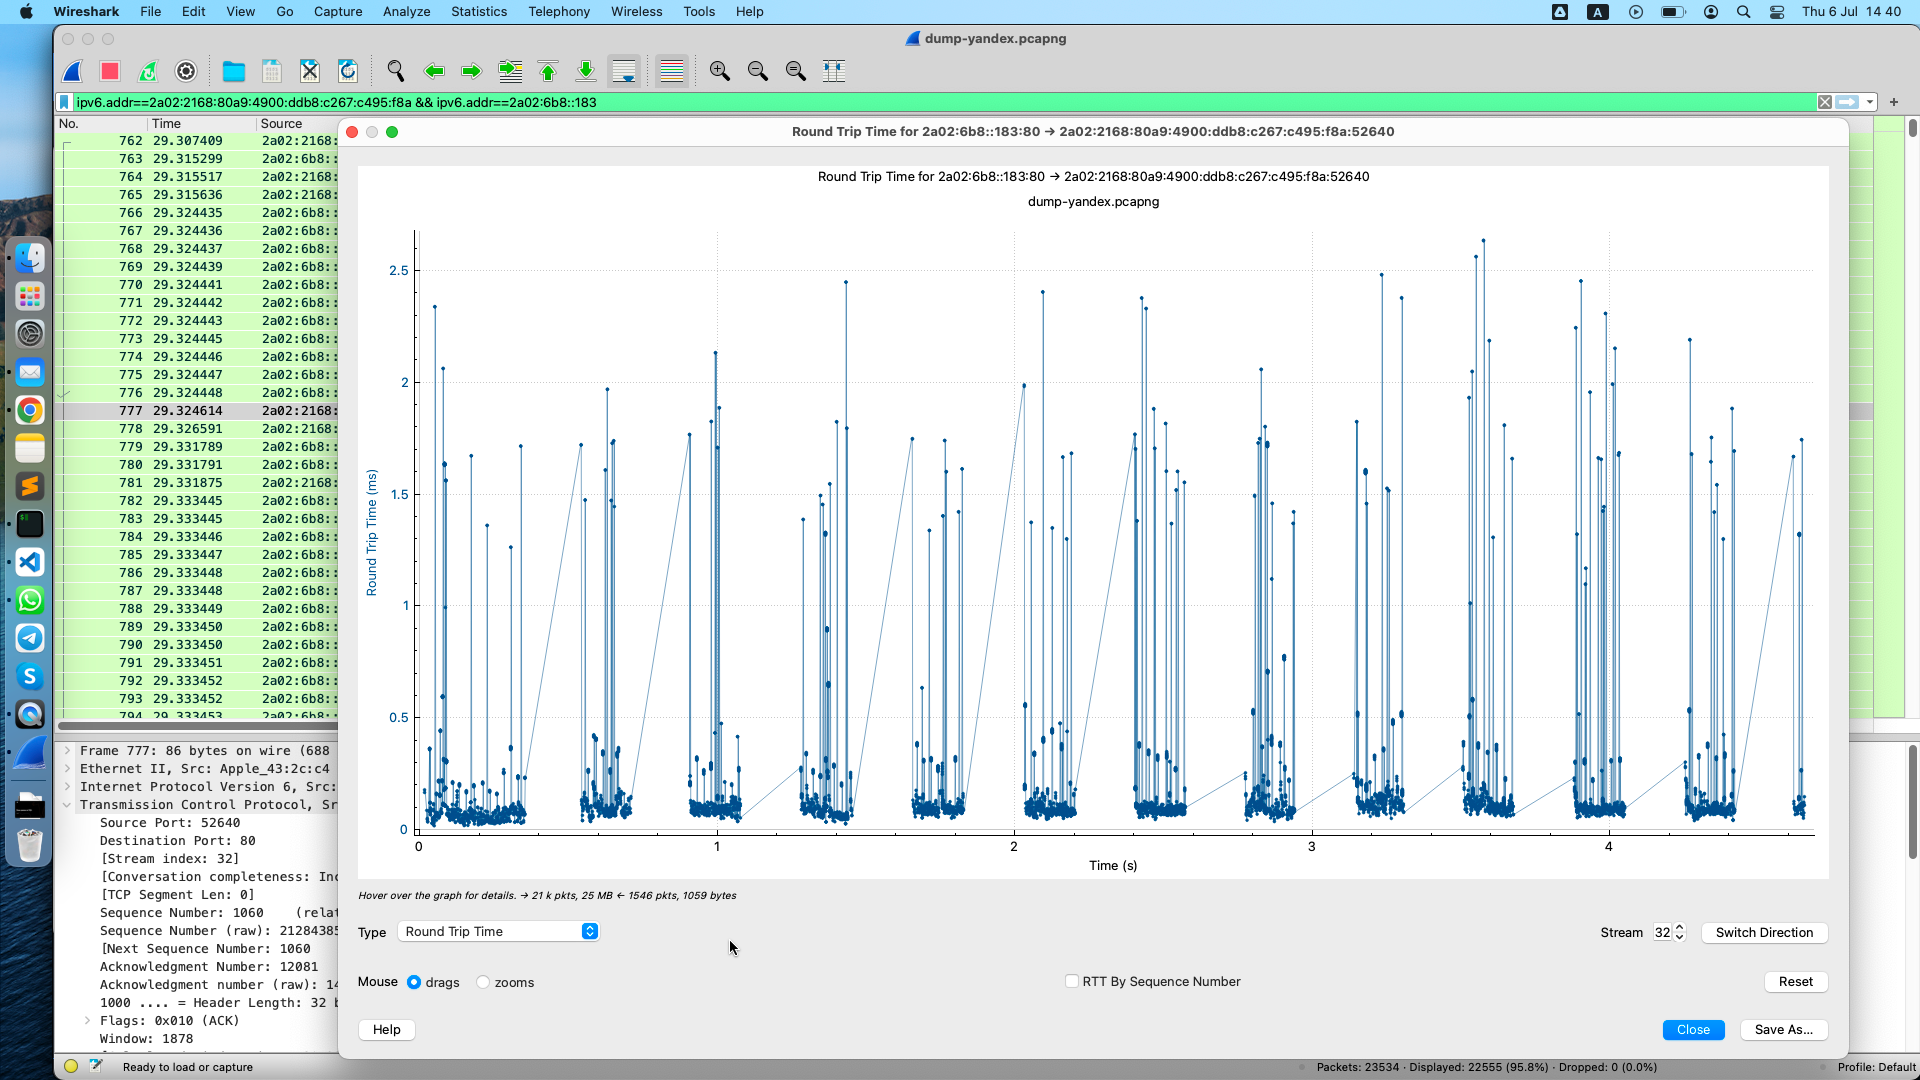 Wireshark File Edit View Go Capture Analyze Statistics Telephony Wireless Tools Help A Thu 6 Jul 14 40
dump-yandex.pcapng
ipv6.addr==2a02:2168:80a9:4900:ddb8:c267:c495:f8a && ipv6.addr==2a02:6b8::183
No. Time Source
762 29.307409 2a02:2168:
763 29.315299 2a02:6b8::
764 29.315517 2a02:2168:
765 29.315636 2a02:2168:
766 29.324435 2a02:6b8::
767 29.324436 2a02:6b8::
768 29.324437 2a02:6b8::
769 29.324439 2a02:6b8::
770 29.324441 2a02:6b8::
771 29.324442 2a02:6b8::
772 29.324443 2a02:6b8::
773 29.324445 2a02:6b8::
774 29.324446 2a02:6b8::
775 29.324447 2a02:6b8::
776 29.324448 2a02:6b8::
777 29.324614 2a02:2168:
778 29.326591 2a02:2168:
779 29.331789 2a02:6b8::
780 29.331791 2a02:6b8::
781 29.331875 2a02:2168:
782 29.333445 2a02:6b8::
783 29.333445 2a02:6b8::
784 29.333446 2a02:6b8::
785 29.333447 2a02:6b8::
786 29.333448 2a02:6b8::
787 29.333448 2a02:6b8::
788 29.333449 2a02:6b8::
789 29.333450 2a02:6b8::
790 29.333450 2a02:6b8::
791 29.333451 2a02:6b8::
792 29.333452 2a02:6b8::
793 29.333452 2a02:6b8::
794 29.333453 2a02:6b8::
Frame 777: 86 bytes on wire (688
Ethernet II, Src: Apple_43:2c:c4
Internet Protocol Version 6, Src:
Transmission Control Protocol, Sr
Source Port: 52640
Destination Port: 80
[Stream index: 32]
[Conversation completeness: Inc
[TCP Segment Len: 0]
Sequence Number: 1060 (relat
Sequence Number (raw): 21284385
[Next Sequence Number: 1060
Acknowledgment Number: 12081
Acknowledgment number (raw): 14
1000 .... = Header Length: 32 b
Flags: 0x010 (ACK)
Window: 1878
Round Trip Time for 2a02:6b8::183:80 → 2a02:2168:80a9:4900:ddb8:c267:c495:f8a:52640
Round Trip Time for 2a02:6b8::183:80 → 2a02:2168:80a9:4900:ddb8:c267:c495:f8a:52640
dump-yandex.pcapng
Round Trip Time (ms)
2.5
2
1.5
1
0.5
0
0 1 2 3 4
Time (s)
Hover over the graph for details. → 21 k pkts, 25 MB ← 1546 pkts, 1059 bytes
Type Round Trip Time Stream 32 Switch Direction
Mouse drags zooms RTT By Sequence Number Reset
Help Close Save As...
Ready to load or capture Packets: 23534 · Displayed: 22555 (95.8%) · Dropped: 0 (0.0%) Profile: Default